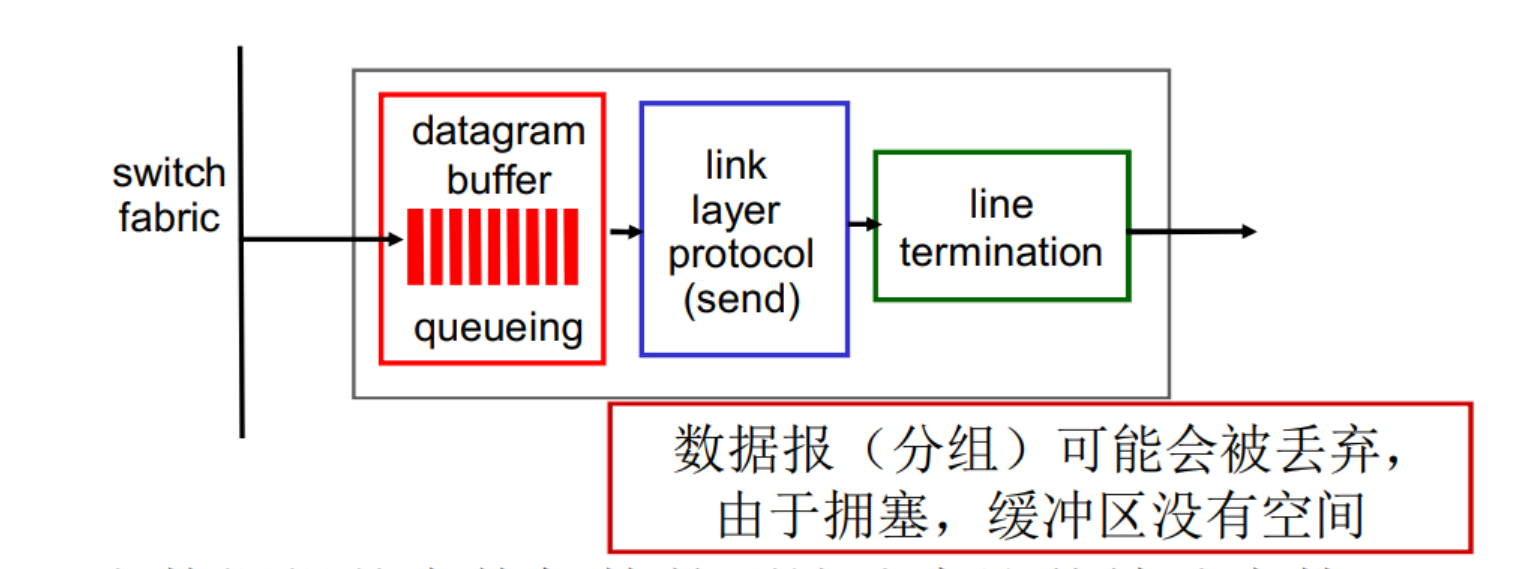 switch
fabric
datagram
buffer
queueing
link
layer
protocol
(send)
line
termination
数据报（分组）可能会被丢弃，
由于拥塞，缓冲区没有空间